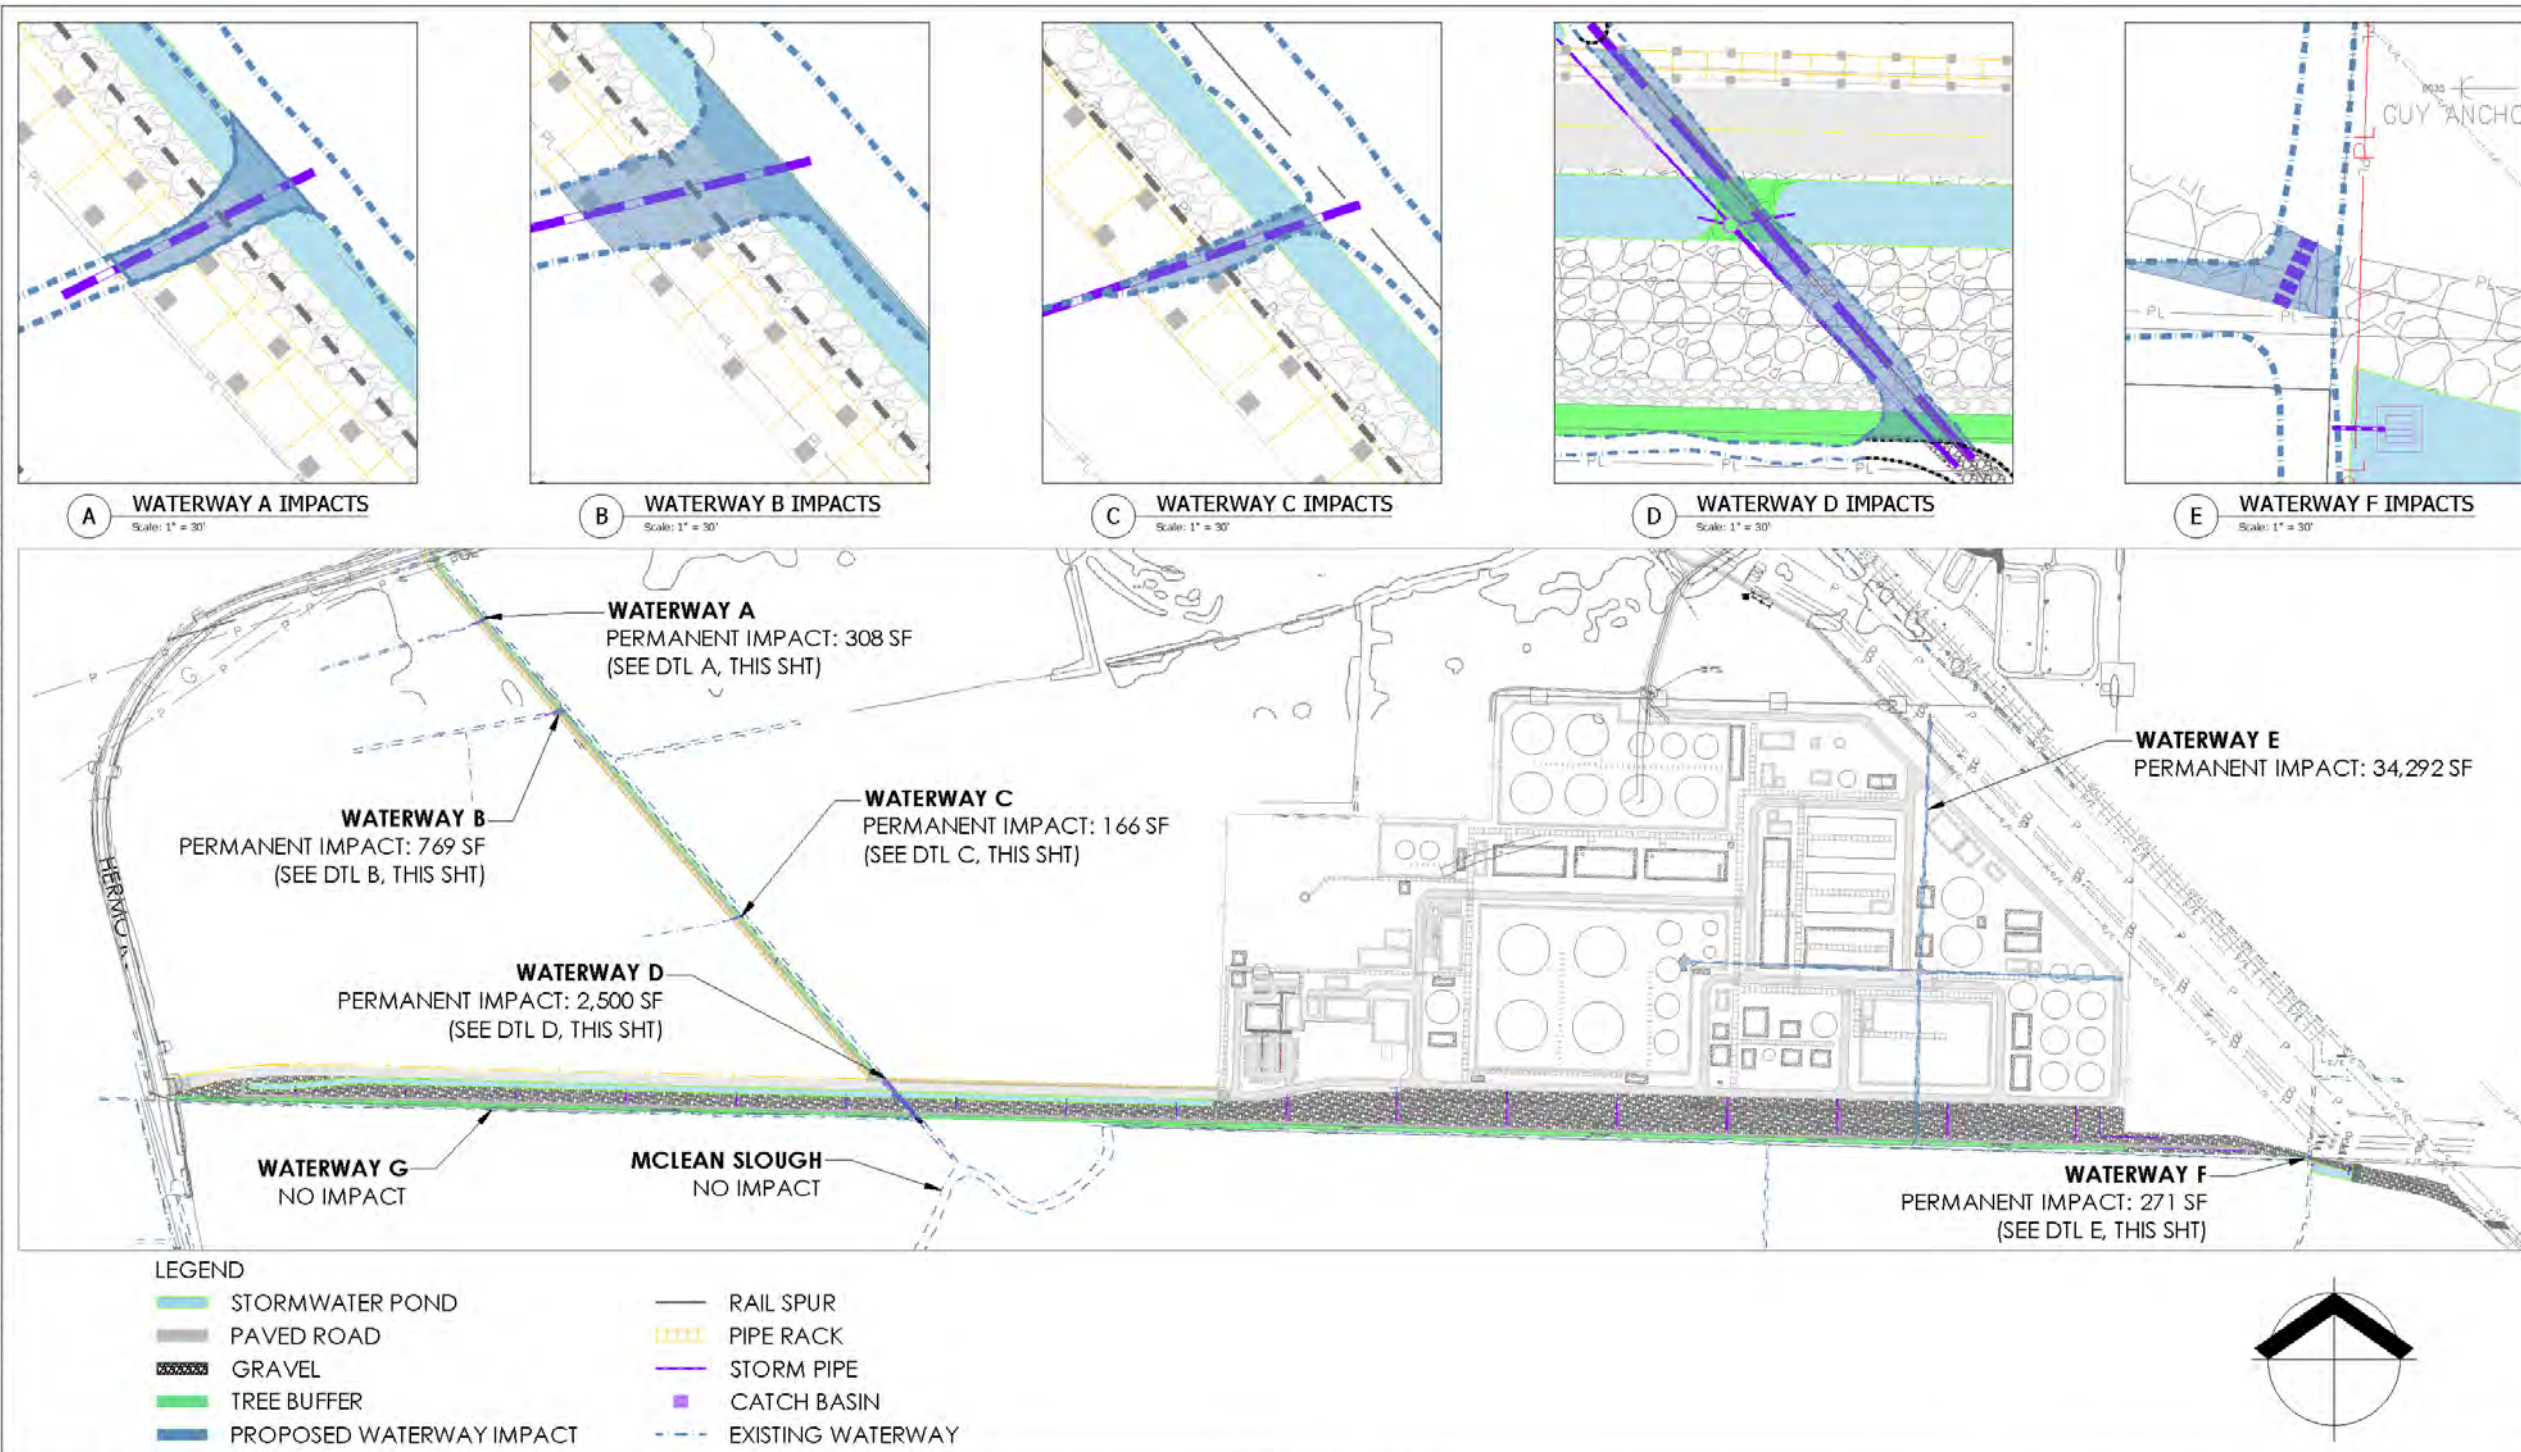 GUY ANCHO
A
WATERWAY A IMPACTS
Scale: 1" = 30'
B
WATERWAY B IMPACTS
Scale: 1" = 30'
C
WATERWAY C IMPACTS
Scale: 1" = 30'
D
WATERWAY D IMPACTS
Scale: 1" = 30'
E
WATERWAY F IMPACTS
Scale: 1" = 30'
WATERWAY A
PERMANENT IMPACT: 308 SF
(SEE DTL A, THIS SHT)
WATERWAY B
PERMANENT IMPACT: 769 SF
(SEE DTL B, THIS SHT)
WATERWAY C
PERMANENT IMPACT: 166 SF
(SEE DTL C, THIS SHT)
WATERWAY D
PERMANENT IMPACT: 2,500 SF
(SEE DTL D, THIS SHT)
WATERWAY E
PERMANENT IMPACT: 34,292 SF
WATERWAY G
NO IMPACT
MCLEAN SLOUGH
NO IMPACT
WATERWAY F
PERMANENT IMPACT: 271 SF
(SEE DTL E, THIS SHT)
LEGEND
STORMWATER POND
PAVED ROAD
GRAVEL
TREE BUFFER
PROPOSED WATERWAY IMPACT
RAIL SPUR
PIPE RACK
STORM PIPE
CATCH BASIN
EXISTING WATERWAY